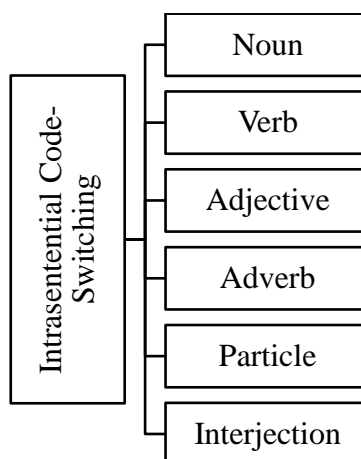 Intrasentential Code-
Switching
Noun
Verb
Adjective
Adverb
Particle
Interjection